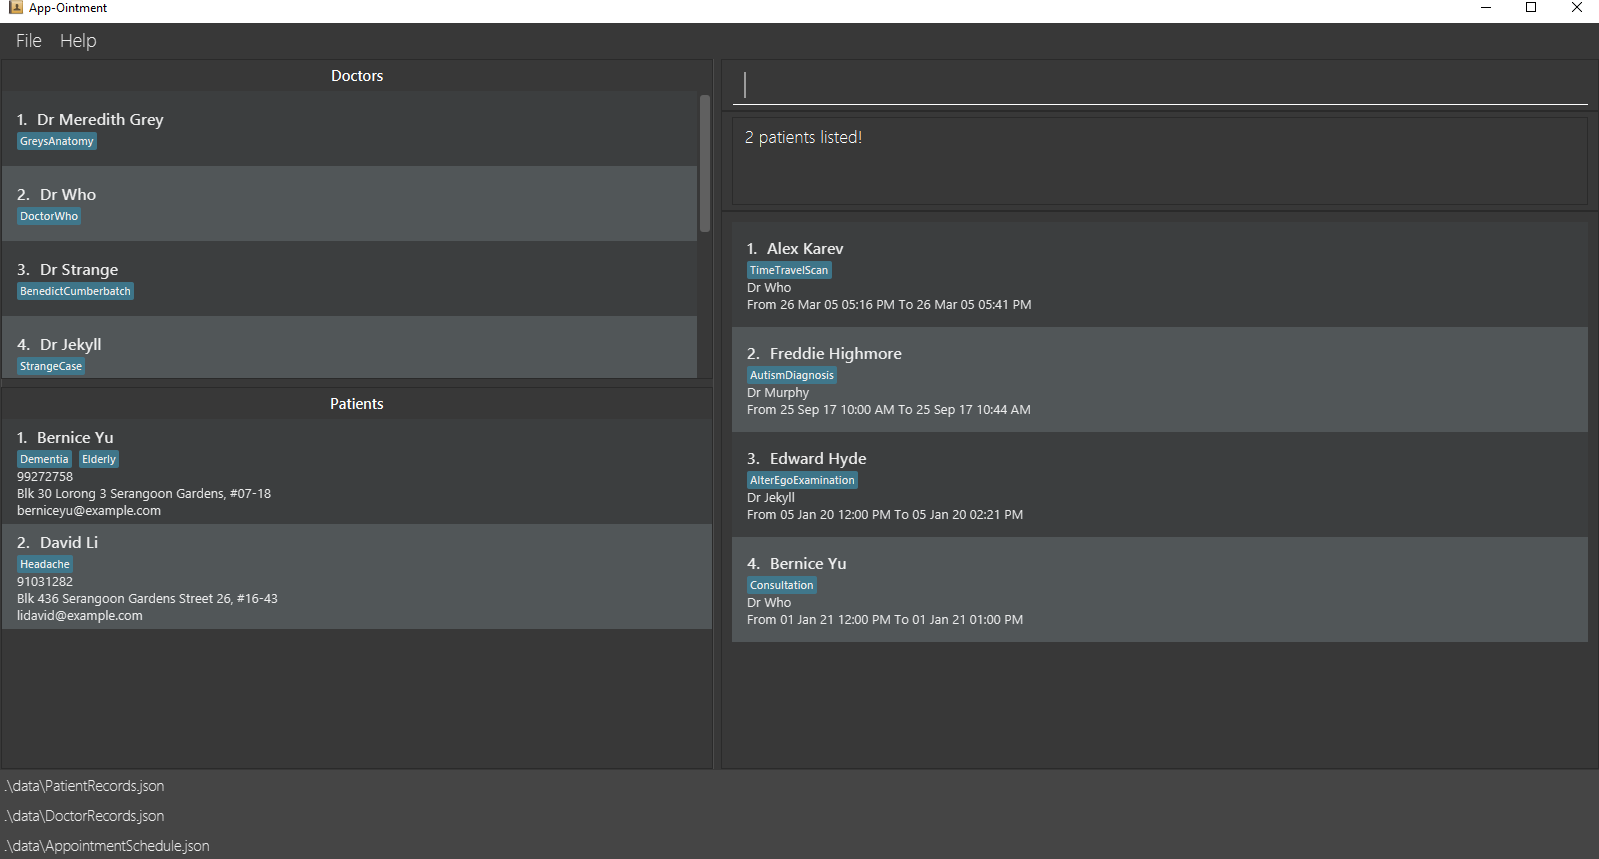 App-Ointment
File Help
Doctors
1. Dr Meredith Grey
GreysAnatomy
2. Dr Who
DoctorWho
3. Dr Strange
BenedictCumberbatch
4. Dr Jekyll
StrangeCase
Patients
1. Bernice Yu
Dementia Elderly
99272758
Blk 30 Lorong 3 Serangoon Gardens, #07-18
berniceyu@example.com
2. David Li
Headache
91031282
Blk 436 Serangoon Gardens Street 26, #16-43
lidavid@example.com
2 patients listed!
1. Alex Karev
TimeTravelScan
Dr Who
From 26 Mar 05 05:16 PM To 26 Mar 05 05:41 PM
2. Freddie Highmore
AutismDiagnosis
Dr Murphy
From 25 Sep 17 10:00 AM To 25 Sep 17 10:44 AM
3. Edward Hyde
AlterEgoExamination
Dr Jekyll
From 05 Jan 20 12:00 PM To 05 Jan 20 02:21 PM
4. Bernice Yu
Consultation
Dr Who
From 01 Jan 21 12:00 PM To 01 Jan 21 01:00 PM
.\data\PatientRecords.json
.\data\DoctorRecords.json
.\data\AppointmentSchedule.json